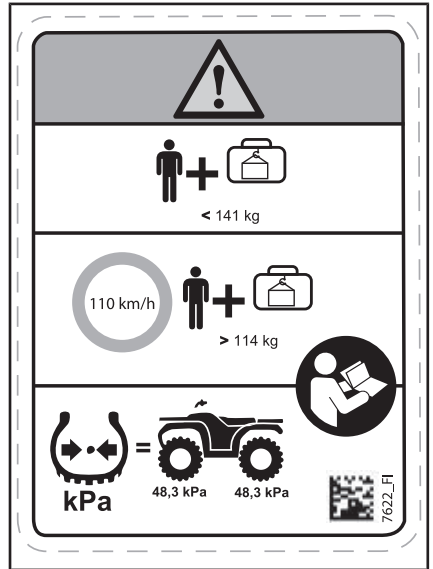 < 141 kg
110 km/h
> 114 kg
=
kPa
48,3 kPa 48,3 kPa
7622_FI